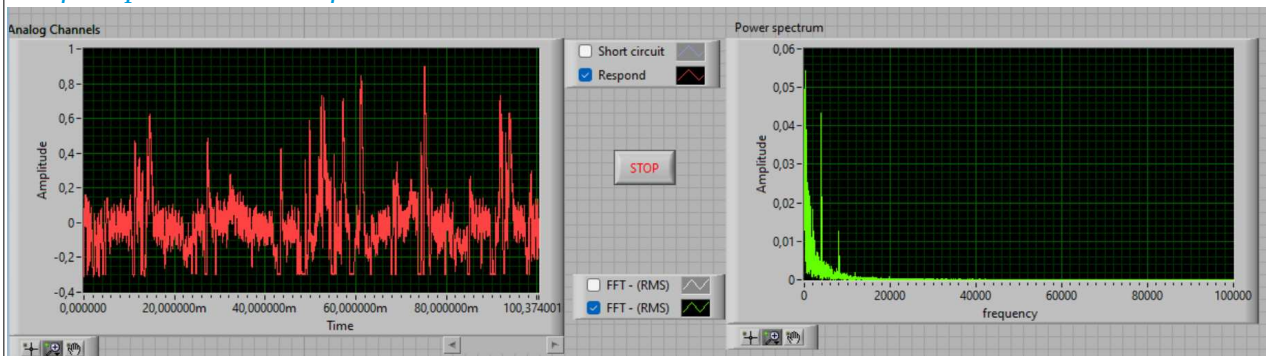 Analog Channels
Amplitude
1
0,8
0,6
0,4
0,2
0
-0,2
-0,4
0,000000
20,000000m
40,000000m
60,000000m
80,000000m
100,374001
Time
Short circuit
Respond
STOP
FFT - (RMS)
FFT - (RMS)
Power spectrum
Amplitude
0,06
0,05
0,04
0,03
0,02
0,01
0
0
20000
40000
60000
80000
100000
frequency